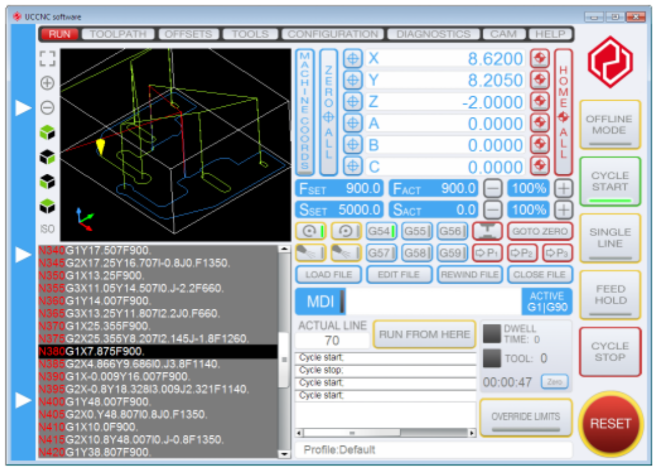 UCCNC software
RUN TOOLPATH OFFSETS TOOLS CONFIGURATION DIAGNOSTICS CAM HELP
MACHINE COORDS
ZERO ALL
X 8.6200
Y 8.2050
Z -2.0000
A 0.0000
B 0.0000
C 0.0000
HOME ALL
OFFLINE MODE
CYCLE START
SINGLE LINE
FEED HOLD
CYCLE STOP
RESET
ISO
FSET 900.0 FACT 900.0 100%
SSET 5000.0 SACT 0.0 100%
G54 G55 G56 GOTO ZERO
G57 G58 G59 P1 P2 P3
LOAD FILE EDIT FILE REWIND FILE CLOSE FILE
MDI ACTIVE
G1|G90
N340G1Y17.507F900.
N345G2X17.25Y16.707I-0.8J0.F1350.
N350G1X13.25F900.
N355G3X11.05Y14.507I0.J-2.2F660.
N360G1Y14.007F900.
N365G3X13.25Y11.807I2.2J0.F660.
N370G1X25.355F900.
N375G2X25.355Y8.207I2.145J-1.8F1260.
N380G1X7.875F900.
N385G2X4.866Y9.686I0.J3.8F1140.
N390G1X-0.009Y16.007F900.
N395G2X-0.8Y18.328I3.009J2.321F1140.
N400G1Y48.007F900.
N405G2X0.Y48.807I0.8J0.F1350.
N410G1X10.0F900.
N415G2X10.8Y48.007I0.J-0.8F1350.
N420G1Y38.807F900.
ACTUAL LINE
70
RUN FROM HERE
DWELL TIME: 0
TOOL: 0
00:00:47 Zero
Cycle start;
Cycle stop;
Cycle start;
Cycle start;
OVERRIDE LIMITS
Profile:Default